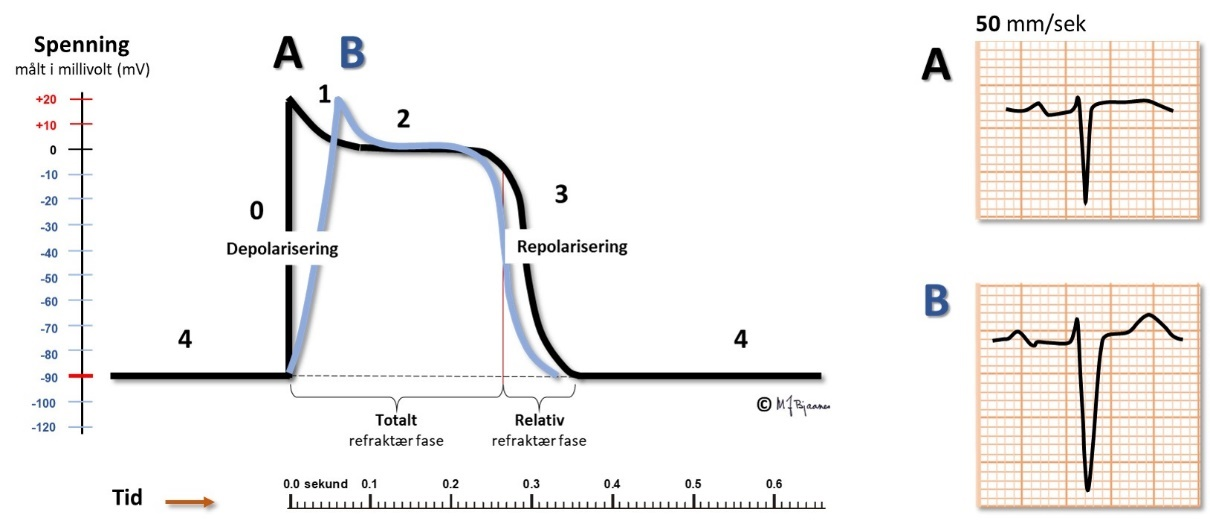 Spenning
målt i millivolt (mV)
+20
+10
0
-10
-20
-30
-40
-50
-60
-70
-80
-90
-100
-120
A
B
1
2
0
3
Depolarisering
Repolarisering
4
4
Totalt
refraktær fase
Relativ
refraktær fase
© M J Bjaanes
Tid
0.0 sekund 0.1 0.2 0.3 0.4 0.5 0.6
50 mm/sek
A
B